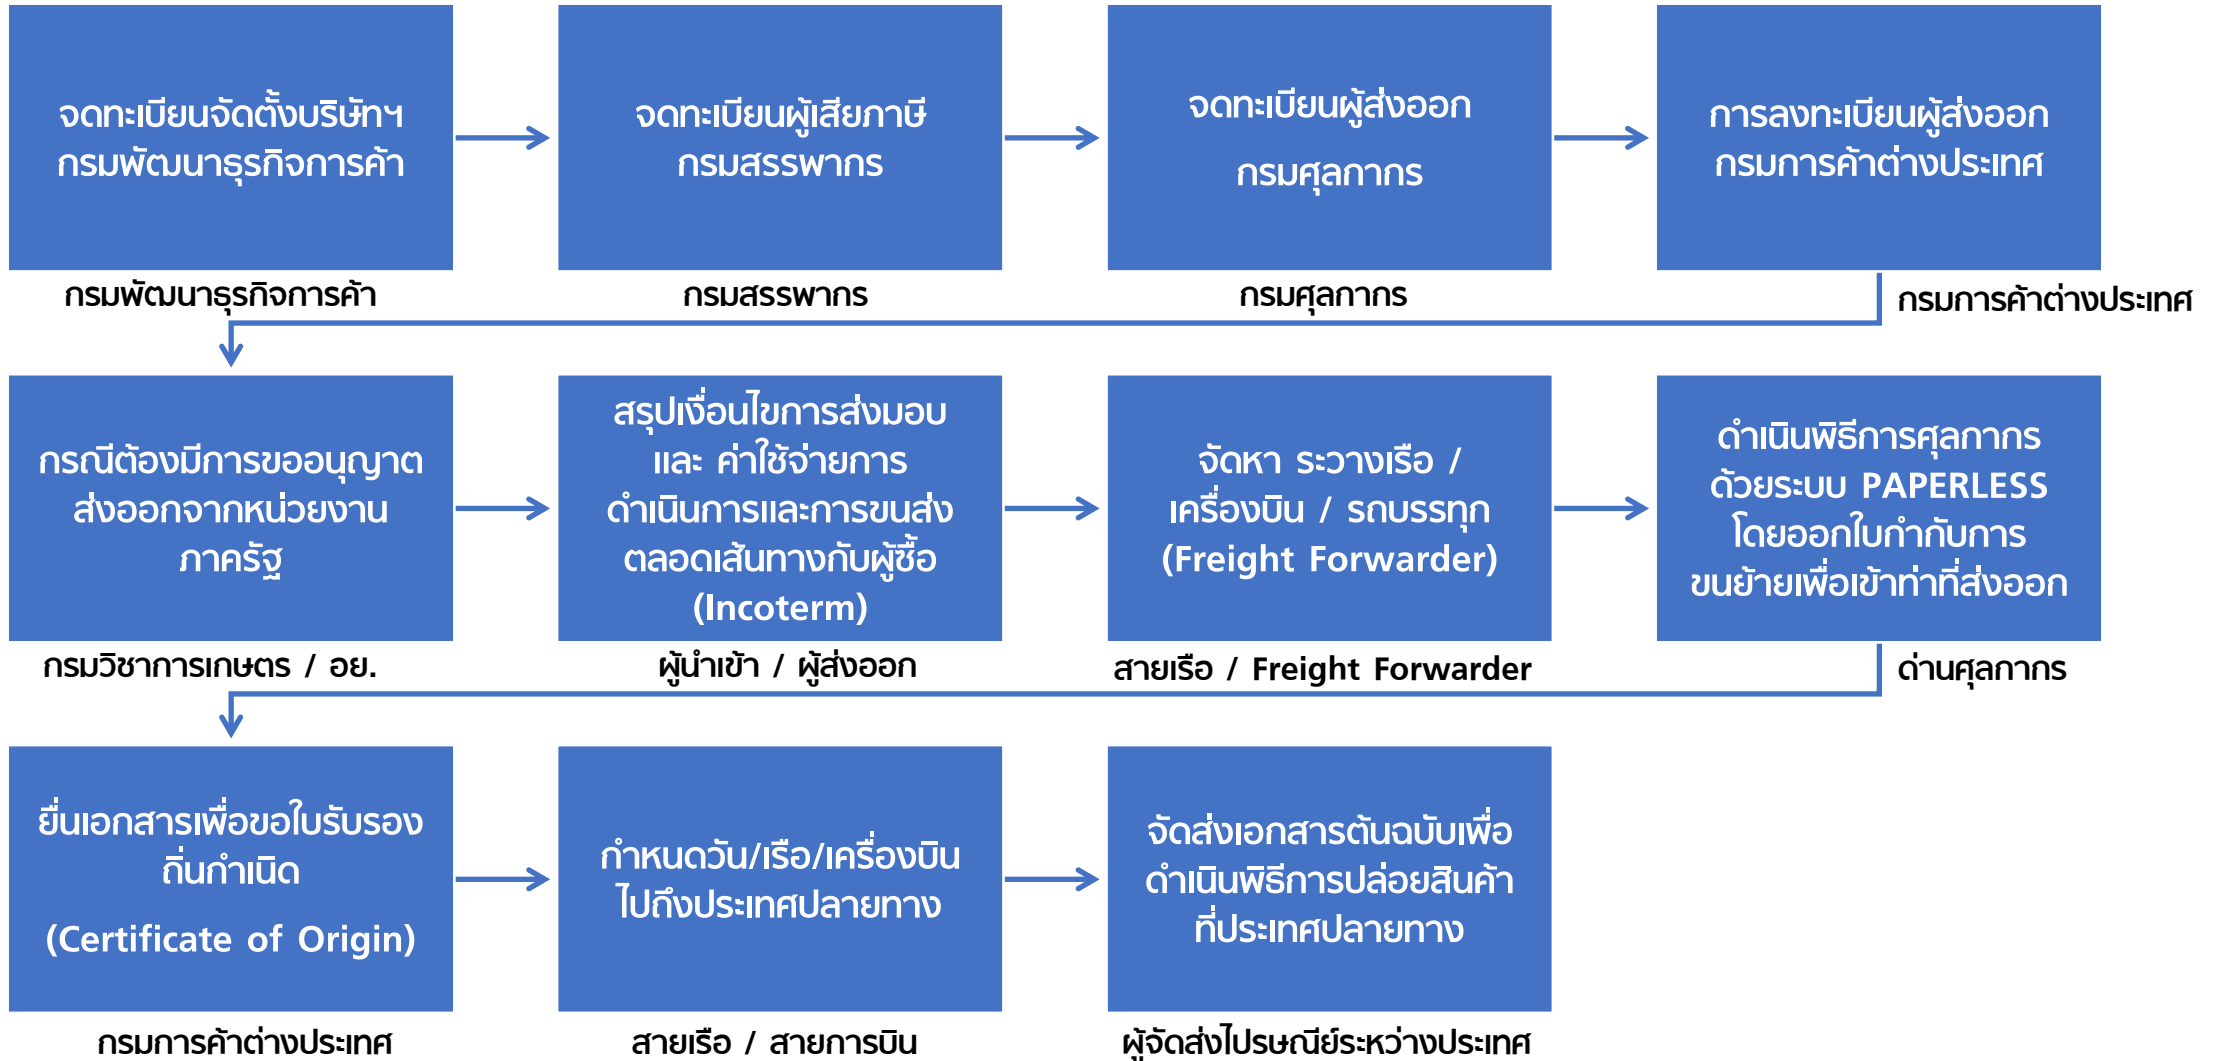 จดทะเบียนจัดตั้งบริษัทฯ
กรมพัฒนาธุรกิจการค้า
กรมพัฒนาธุรกิจการค้า
จดทะเบียนผู้เสียภาษี
กรมสรรพากร
กรมสรรพากร
จดทะเบียนผู้ส่งออก
กรมศุลกากร
กรมศุลกากร
การลงทะเบียนผู้ส่งออก
กรมการค้าต่างประเทศ
กรมการค้าต่างประเทศ
กรณีต้องมีการขออนุญาต
ส่งออกจากหน่วยงาน
ภาครัฐ
กรมวิชาการเกษตร / อย.
สรุปเงื่อนไขการส่งมอบ
และ ค่าใช้จ่ายการ
ดำเนินการและการขนส่ง
ตลอดเส้นทางกับผู้ซื้อ
(Incoterm)
ผู้นำเข้า / ผู้ส่งออก
จัดหา ระวางเรือ /
เครื่องบิน / รถบรรทุก
(Freight Forwarder)
สายเรือ / Freight Forwarder
ดำเนินพิธีการศุลกากร
ด้วยระบบ PAPERLESS
โดยออกใบกำกับการ
ขนย้ายเพื่อเข้าท่าที่ส่งออก
ด่านศุลกากร
ยื่นเอกสารเพื่อขอใบรับรอง
ถิ่นกำเนิด
(Certificate of Origin)
กรมการค้าต่างประเทศ
กำหนดวัน/เรือ/เครื่องบิน
ไปถึงประเทศปลายทาง
สายเรือ / สายการบิน
จัดส่งเอกสารต้นฉบับเพื่อ
ดำเนินพิธีการปล่อยสินค้า
ที่ประเทศปลายทาง
ผู้จัดส่งไปรษณีย์ระหว่างประเทศ